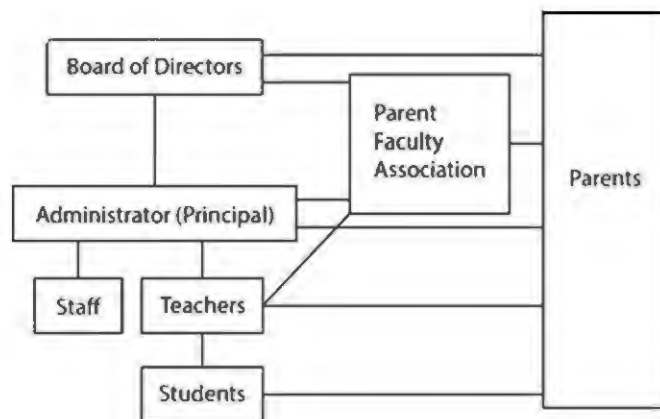 Board of Directors
Parent
Faculty
Association
Parents
Administrator (Principal)
Staff
Teachers
Students